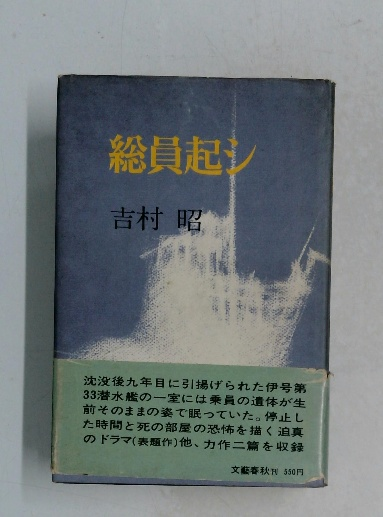 総員起シ
吉村 昭
沈没後九年目に引揚げられた伊号第
33潜水艦の一室には乗員の遺体が生
前そのままの姿で眠っていた。停止し
た時間と死の部屋の恐怖を描く迫真
のドラマ(表題作)他、力作二篇を収録
文藝春秋刊 550円